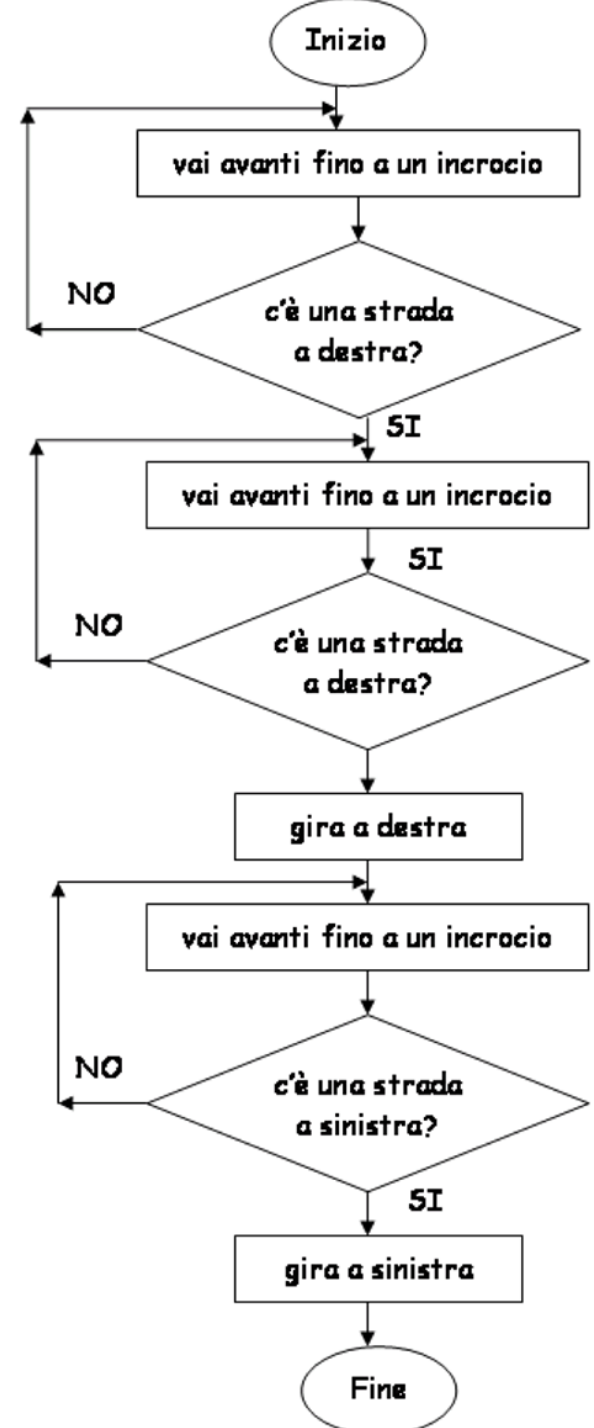 Inizio
vai avanti fino a un incrocio
NO
c'è una strada
a destra?
SI
vai avanti fino a un incrocio
SI
NO
c'è una strada
a destra?
gira a destra
vai avanti fino a un incrocio
NO
c'è una strada
a sinistra?
SI
gira a sinistra
Fine